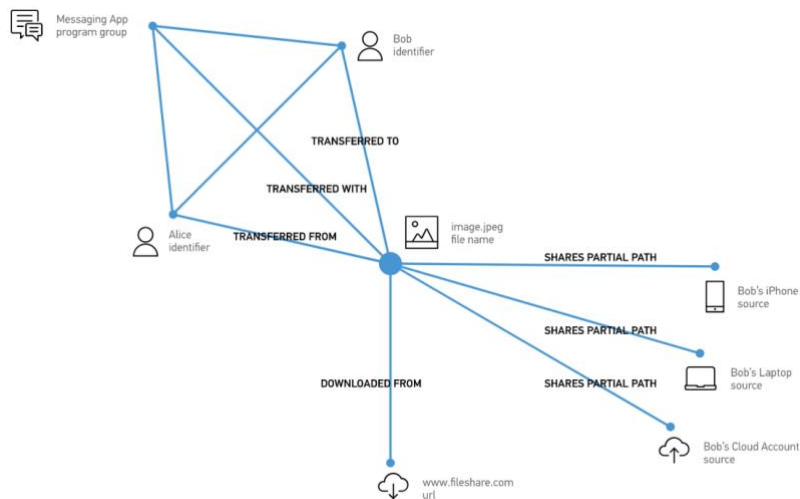 Messaging App
program group
Bob
identifier
TRANSFERRED TO
TRANSFERRED WITH
Alice
identifier
TRANSFERRED FROM
image.jpeg
file name
SHARES PARTIAL PATH
Bob's iPhone
source
SHARES PARTIAL PATH
Bob's Laptop
source
DOWNLOADED FROM
SHARES PARTIAL PATH
Bob's Cloud Account
source
www.fileshare.com
url